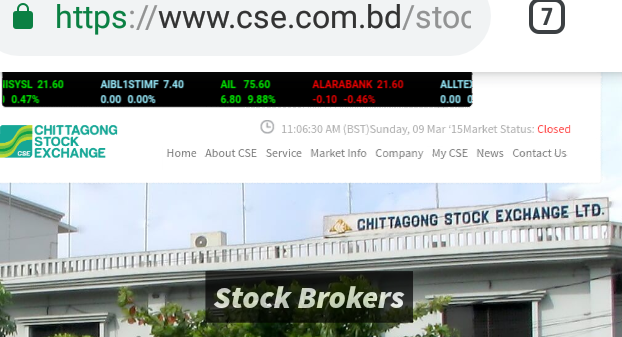 https://www.cse.com.bd/stoc
7
IISYSL 21.60 AIBL1STIMF 7.40 AIL 75.60 ALARABANK 21.60 ALLTEX
0.47% 0.00 0.00% 6.80 9.88% -0.10 -0.46% 0.00
CHITTAGONG
STOCK
EXCHANGE
CSE
11:06:30 AM (BST)Sunday, 09 Mar '15Market Status: Closed
Home About CSE Service Market Info Company My CSE News Contact Us
CHITTAGONG STOCK EXCHANGE LTD.
Stock Brokers